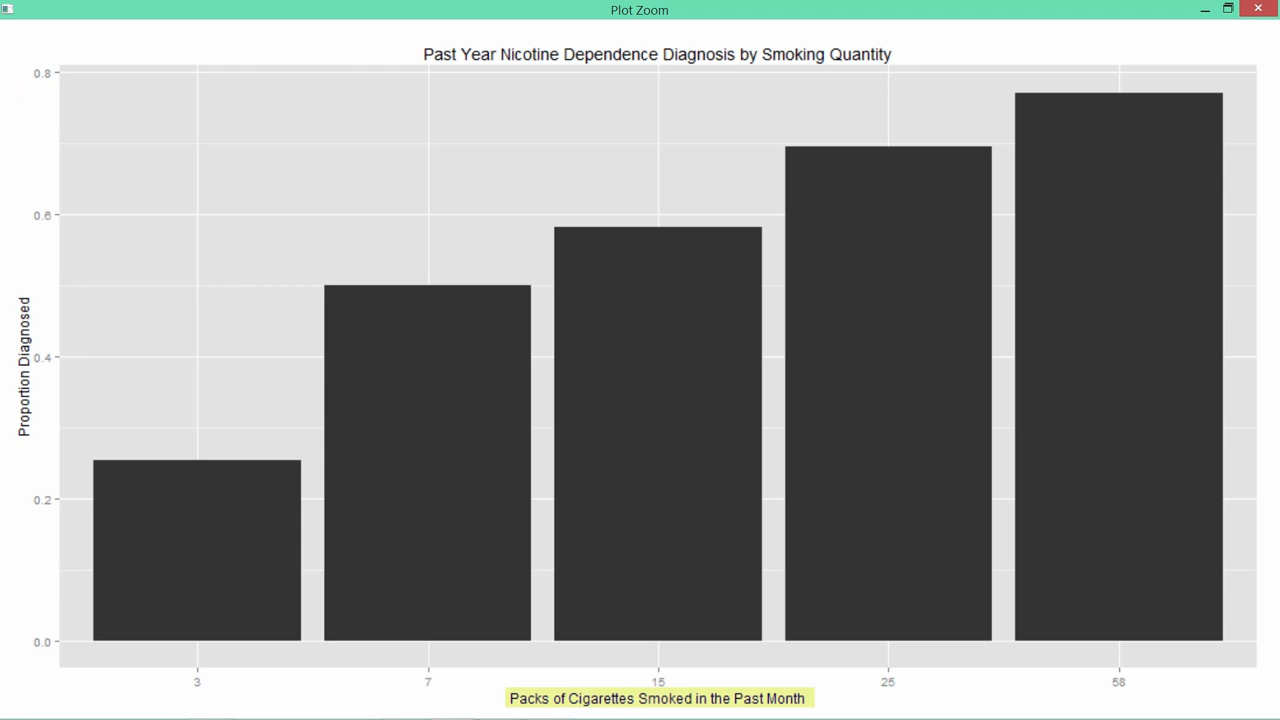 Plot Zoom
Past Year Nicotine Dependence Diagnosis by Smoking Quantity
0.8
0.6
0.4
0.2
0.0
Proportion Diagnosed
3 7 15 25 58
Packs of Cigarettes Smoked in the Past Month